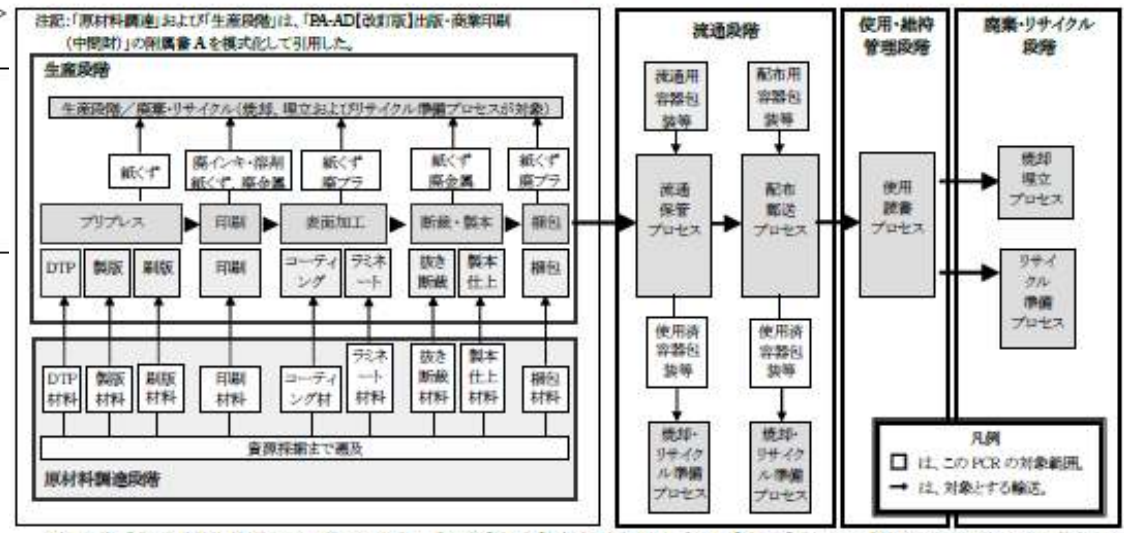 注記:「原材料調達」および「生産段階」は、「PA-AD【改訂版】出版・商業印刷
(中間財)」の附属書Aを模式化して引用した。
生産段階
生産段階/廃棄・リサイクル(焼却、埋立およびリサイクル準備プロセスが対象)
紙くず
廃インキ・溶剤
紙くず、廃金属
紙くず
廃プラ
紙くず
廃金属
紙くず
廃プラ
プリプレス
印刷
表面加工
断裁・製本
梱包
DTP
製版
刷版
印刷
コーティ
ング
ラミネ
ート
抜き
断裁
製本
仕上
梱包
DTP
材料
製版
材料
刷版
材料
印刷
材料
コーティ
ング材
ラミネ
ート
材料
抜き
断裁
材料
製本
仕上
材料
梱包
材料
資源採掘まで遡及
原材料調達段階
流通段階
流通用
容器包
装等
配布用
容器包
装等
流通
保管
プロセス
配布
郵送
プロセス
使用済
容器包
装等
使用済
容器包
装等
焼却・
リサイク
ル準備
プロセス
焼却・
リサイク
ル準備
プロセス
使用・維持
管理段階
使用
読書
プロセス
廃棄・リサイクル
段階
焼却
埋立
プロセス
リサイ
クル
準備
プロセス
凡例
は、このPCRの対象範囲。
は、対象とする輸送。